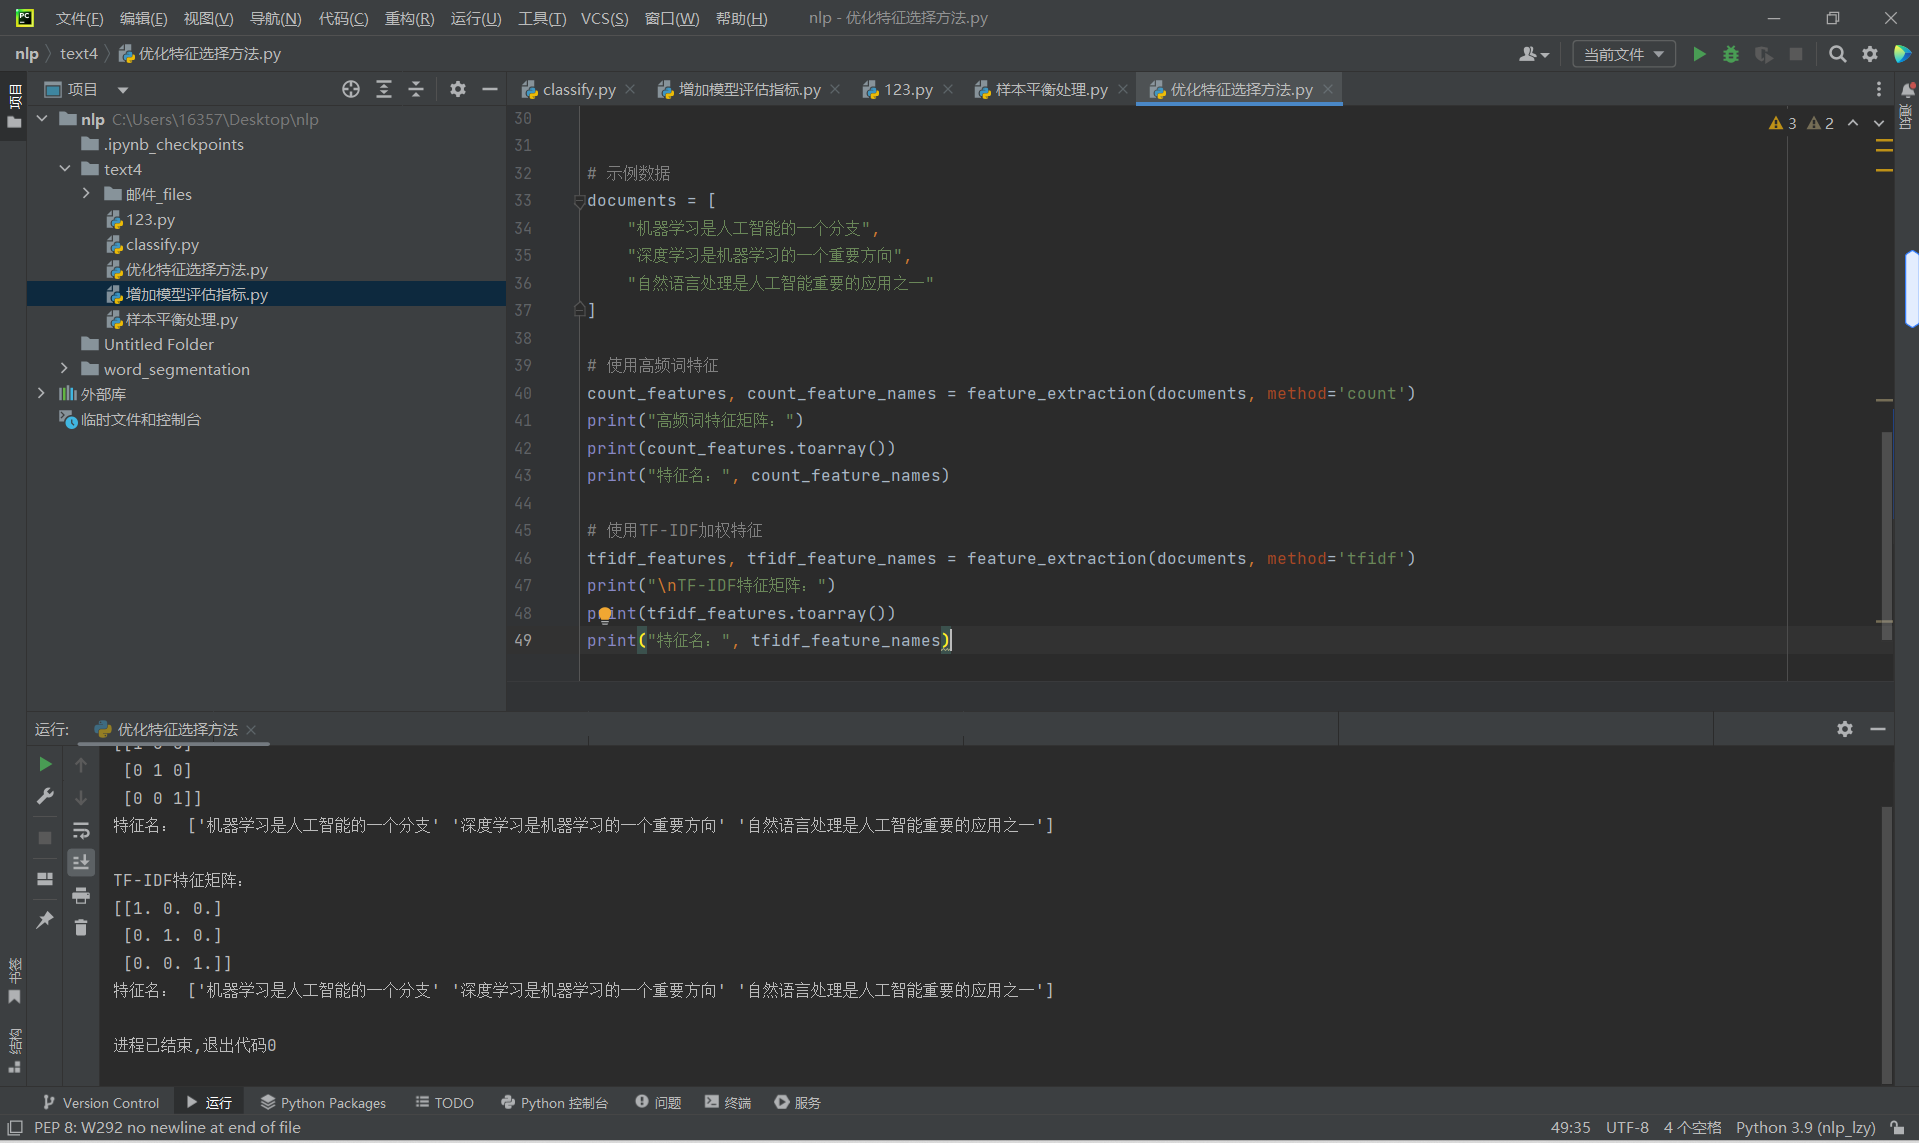 文件(F) 编辑(E) 视图(V) 导航(N) 代码(C) 重构(R) 运行(U) 工具(T) VCS(S) 窗口(W) 帮助(H) nlp - 优化特征选择方法.py
nlp text4 优化特征选择方法.py 当前文件
项目
项目
classify.py 增加模型评估指标.py 123.py 样本平衡处理.py 优化特征选择方法.py
通知
nlp C:\Users\16357\Desktop\nlp
.ipynb_checkpoints
text4
邮件_files
123.py
classify.py
优化特征选择方法.py
增加模型评估指标.py
样本平衡处理.py
Untitled Folder
word_segmentation
外部库
临时文件和控制台
3 2
30
31
32 # 示例数据
33 documents = [
34 "机器学习是人工智能的一个分支",
35 "深度学习是机器学习的一个重要方向",
36 "自然语言处理是人工智能重要的应用之一"
37 ]
38
39 # 使用高频词特征
40 count_features, count_feature_names = feature_extraction(documents, method='count')
41 print("高频词特征矩阵：")
42 print(count_features.toarray())
43 print("特征名：", count_feature_names)
44
45 # 使用TF-IDF加权特征
46 tfidf_features, tfidf_feature_names = feature_extraction(documents, method='tfidf')
47 print("\nTF-IDF特征矩阵：")
48 print(tfidf_features.toarray())
49 print("特征名：", tfidf_feature_names)
运行: 优化特征选择方法
[[1 0 0]
[0 1 0]
[0 0 1]]
特征名： ['机器学习是人工智能的一个分支' '深度学习是机器学习的一个重要方向' '自然语言处理是人工智能重要的应用之一']
TF-IDF特征矩阵：
[[1. 0. 0.]
[0. 1. 0.]
[0. 0. 1.]]
特征名： ['机器学习是人工智能的一个分支' '深度学习是机器学习的一个重要方向' '自然语言处理是人工智能重要的应用之一']
进程已结束,退出代码0
书签
结构
Version Control 运行 Python Packages TODO Python 控制台 问题 终端 服务
PEP 8: W292 no newline at end of file 49:35 UTF-8 4 个空格 Python 3.9 (nlp_lzy)